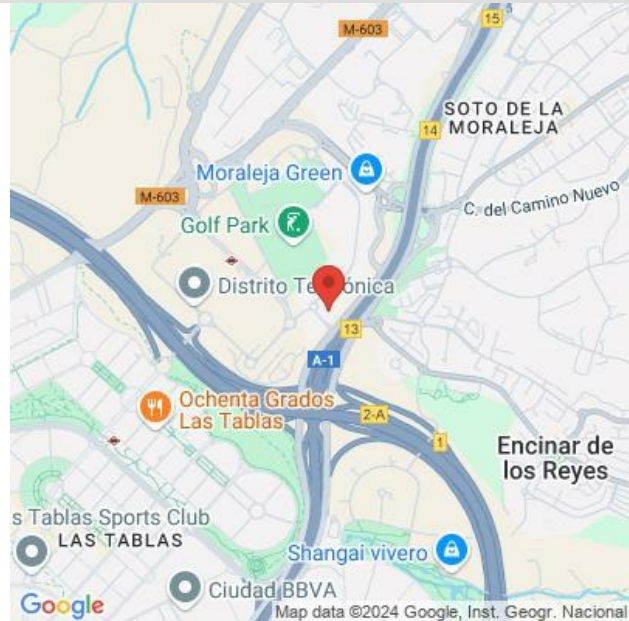 15
M-603
SOTO DE LA
MORALEJA
14
Moraleja Green
M-603
C. del Camino Nuevo
Golf Park
Distrito Te ónica
13
A-1
Ochenta Grados
Las Tablas
2-A
1
Encinar de
los Reyes
s Tablas Sports Club
LAS TABLAS
Shangai vivero
Ciudad BBVA
Google
Map data ©2024 Google, Inst. Geogr. Nacional